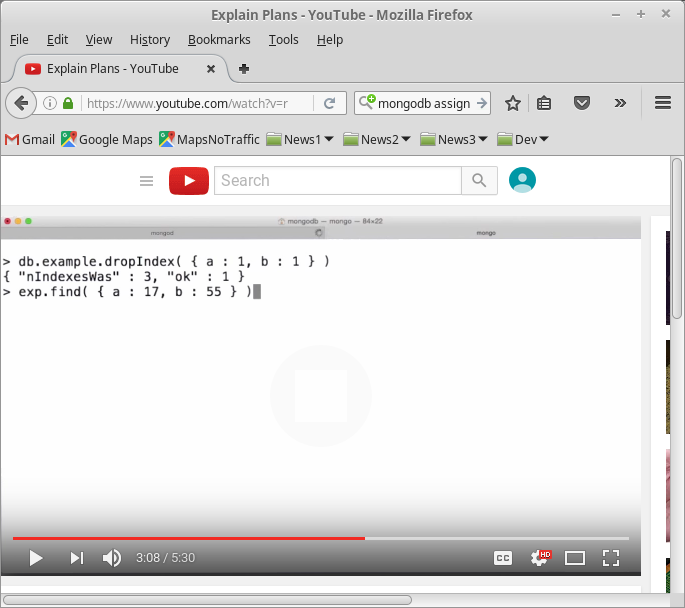 Explain Plans - YouTube - Mozilla Firefox
File Edit View History Bookmarks Tools Help
Explain Plans - YouTube
https://www.youtube.com/watch?v=r
mongodb assign
Gmail Google Maps MapsNoTraffic News1 News2 News3 Dev
Search
mongodb — mongo — 84×22
mongod mongo
> db.example.dropIndex( { a : 1, b : 1 } )
{ "nIndexesWas" : 3, "ok" : 1 }
> exp.find( { a : 17, b : 55 } )
3:08 / 5:30 CC HD